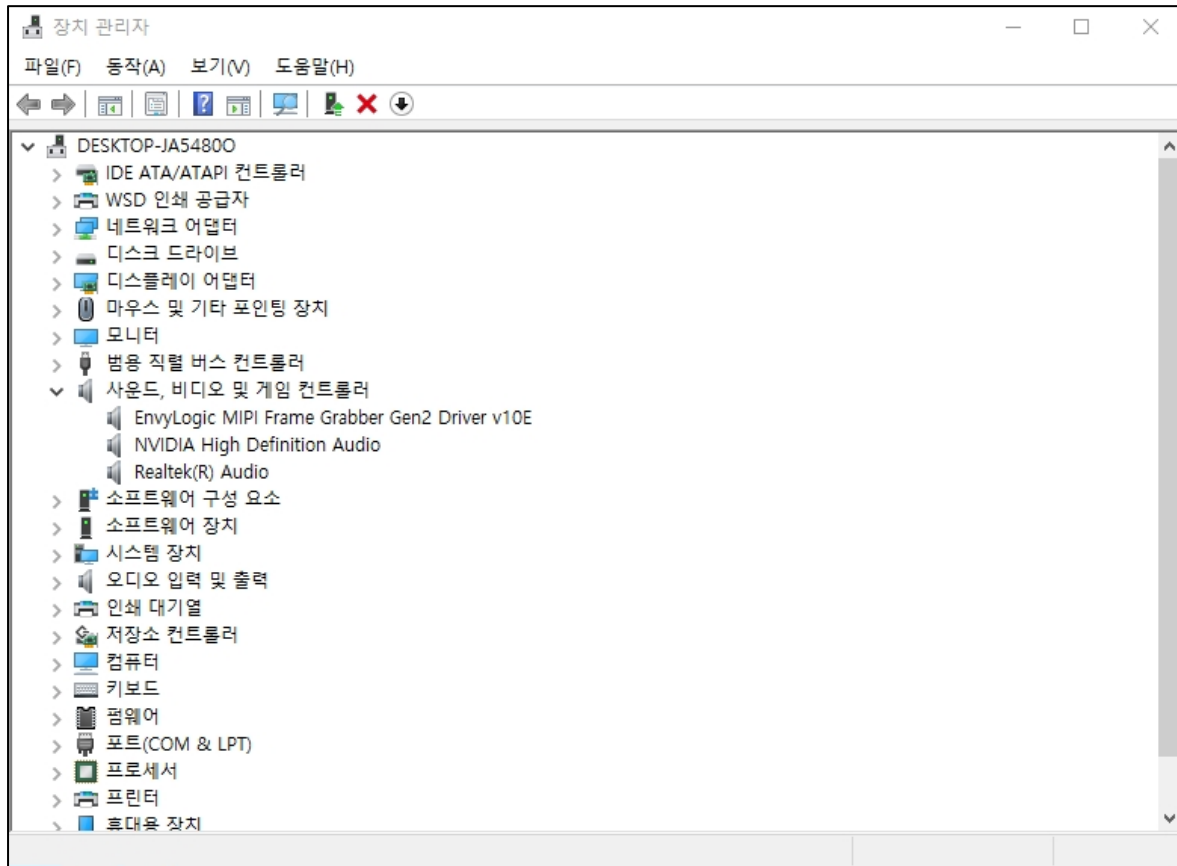 장치 관리자
파일(F) 동작(A) 보기(V) 도움말(H)
DESKTOP-JA5480O
IDE ATA/ATAPI 컨트롤러
WSD 인쇄 공급자
네트워크 어댑터
디스크 드라이브
디스플레이 어댑터
마우스 및 기타 포인팅 장치
모니터
범용 직렬 버스 컨트롤러
사운드, 비디오 및 게임 컨트롤러
EnvyLogic MIPI Frame Grabber Gen2 Driver v10E
NVIDIA High Definition Audio
Realtek(R) Audio
소프트웨어 구성 요소
소프트웨어 장치
시스템 장치
오디오 입력 및 출력
인쇄 대기열
저장소 컨트롤러
컴퓨터
키보드
펌웨어
포트(COM & LPT)
프로세서
프린터
휴대용 장치